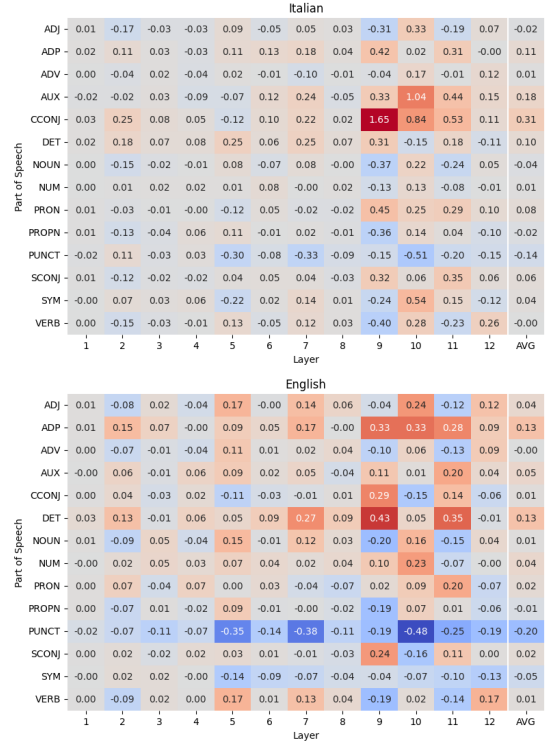 Italian
Part of Speech
ADJ 0.01 -0.17 -0.03 -0.03 0.09 -0.05 0.05 0.03 -0.31 0.33 -0.19 0.07 -0.02
ADP 0.02 0.11 0.03 -0.03 0.11 0.13 0.18 0.04 0.42 0.02 0.31 -0.00 0.11
ADV 0.00 -0.04 0.02 -0.04 0.02 -0.01 -0.10 -0.01 -0.04 0.17 -0.01 0.12 0.01
AUX -0.02 -0.02 0.03 -0.09 -0.07 0.12 0.24 -0.05 0.33 1.04 0.44 0.15 0.18
CCONJ 0.03 0.25 0.08 0.05 -0.12 0.10 0.22 0.02 1.65 0.84 0.53 0.11 0.31
DET 0.02 0.18 0.07 0.08 0.25 0.06 0.25 0.07 0.31 -0.15 0.18 -0.11 0.10
NOUN 0.00 -0.15 -0.02 -0.01 0.08 -0.07 0.08 -0.00 -0.37 0.22 -0.24 0.05 -0.04
NUM 0.00 0.01 0.02 0.02 0.01 0.08 -0.00 0.02 -0.13 0.13 -0.08 -0.01 0.01
PRON 0.01 -0.03 -0.01 -0.00 -0.12 0.05 -0.02 -0.02 0.45 0.25 0.29 0.10 0.08
PROPN 0.01 -0.13 -0.04 0.06 0.11 -0.01 0.02 -0.01 -0.36 0.14 0.04 -0.10 -0.02
PUNCT -0.02 0.11 -0.03 0.03 -0.30 -0.08 -0.33 -0.09 -0.15 -0.51 -0.20 -0.15 -0.14
SCONJ 0.01 -0.12 -0.02 -0.02 0.04 0.05 0.04 -0.03 0.32 0.06 0.35 0.06 0.06
SYM -0.00 0.07 0.03 0.06 -0.22 0.02 0.14 0.01 -0.24 0.54 0.15 -0.12 0.04
VERB 0.00 -0.15 -0.03 -0.01 0.13 -0.05 0.12 0.03 -0.40 0.28 -0.23 0.26 -0.00
1 2 3 4 5 6 7 8 9 10 11 12 AVG
Layer
English
Part of Speech
ADJ 0.01 -0.08 0.02 -0.04 0.17 -0.00 0.14 0.06 -0.04 0.24 -0.12 0.12 0.04
ADP 0.01 0.15 0.07 -0.00 0.09 0.05 0.17 -0.00 0.33 0.33 0.28 0.09 0.13
ADV 0.00 -0.07 -0.01 -0.04 0.11 0.01 0.02 0.04 -0.10 0.06 -0.13 0.09 -0.00
AUX -0.00 0.06 -0.01 0.06 0.09 0.02 0.05 -0.04 0.11 0.01 0.20 0.04 0.05
CCONJ 0.00 0.04 -0.03 0.02 -0.11 -0.03 -0.01 0.01 0.29 -0.15 0.14 -0.06 0.01
DET 0.03 0.13 -0.01 0.06 0.05 0.09 0.27 0.09 0.43 0.05 0.35 -0.01 0.13
NOUN 0.01 -0.09 0.05 -0.04 0.15 -0.01 0.12 0.03 -0.20 0.16 -0.15 0.04 0.01
NUM -0.00 0.02 0.05 0.03 0.07 0.04 0.02 0.04 0.10 0.23 -0.07 -0.00 0.04
PRON 0.00 0.07 -0.04 0.07 0.00 0.03 -0.04 -0.07 0.02 0.09 0.20 -0.07 0.02
PROPN 0.00 -0.07 0.01 -0.02 0.09 -0.01 -0.00 -0.02 -0.19 0.07 0.01 -0.06 -0.01
PUNCT -0.02 -0.07 -0.11 -0.07 -0.35 -0.14 -0.38 -0.11 -0.19 -0.48 -0.25 -0.19 -0.20
SCONJ 0.00 0.02 -0.02 -0.02 0.03 0.01 -0.01 0.03 0.24 -0.16 0.11 0.00 0.02
SYM -0.00 0.02 0.02 -0.00 -0.14 -0.09 -0.07 -0.04 -0.04 -0.07 -0.10 -0.13 -0.05
VERB 0.00 -0.09 0.02 0.00 0.17 0.01 0.13 0.04 -0.19 0.02 -0.14 0.17 0.01
1 2 3 4 5 6 7 8 9 10 11 12 AVG
Layer